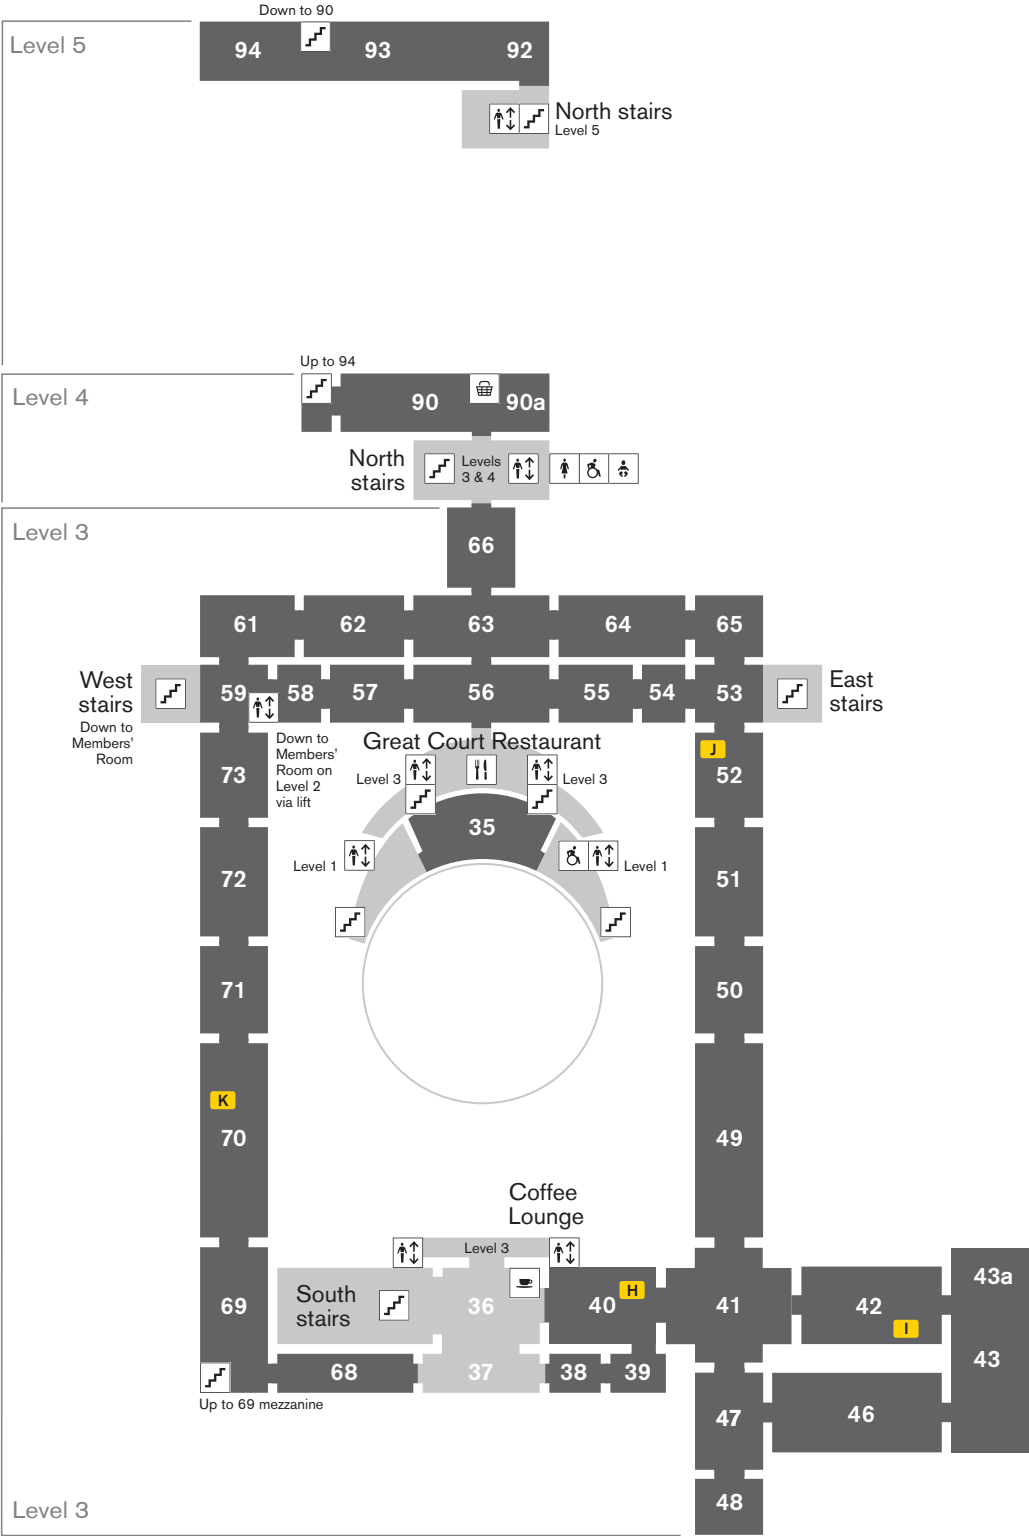 Down to 90
Level 5
94
93
92
North stairs
Level 5
Up to 94
Level 4
90
90a
North
stairs
Levels
3 & 4
Level 3
66
61
62
63
64
65
West
stairs
Down to
Members'
Room
59
58
57
56
55
54
53
East
stairs
Down to
Members'
Room on
Level 2
via lift
Great Court Restaurant
Level 3
Level 3
J
73
52
35
Level 1
Level 1
72
51
71
50
K
70
49
Coffee
Lounge
Level 3
South
stairs
36
40
H
41
42
I
43a
43
69
68
37
38
39
Up to 69 mezzanine
47
46
48
Level 3